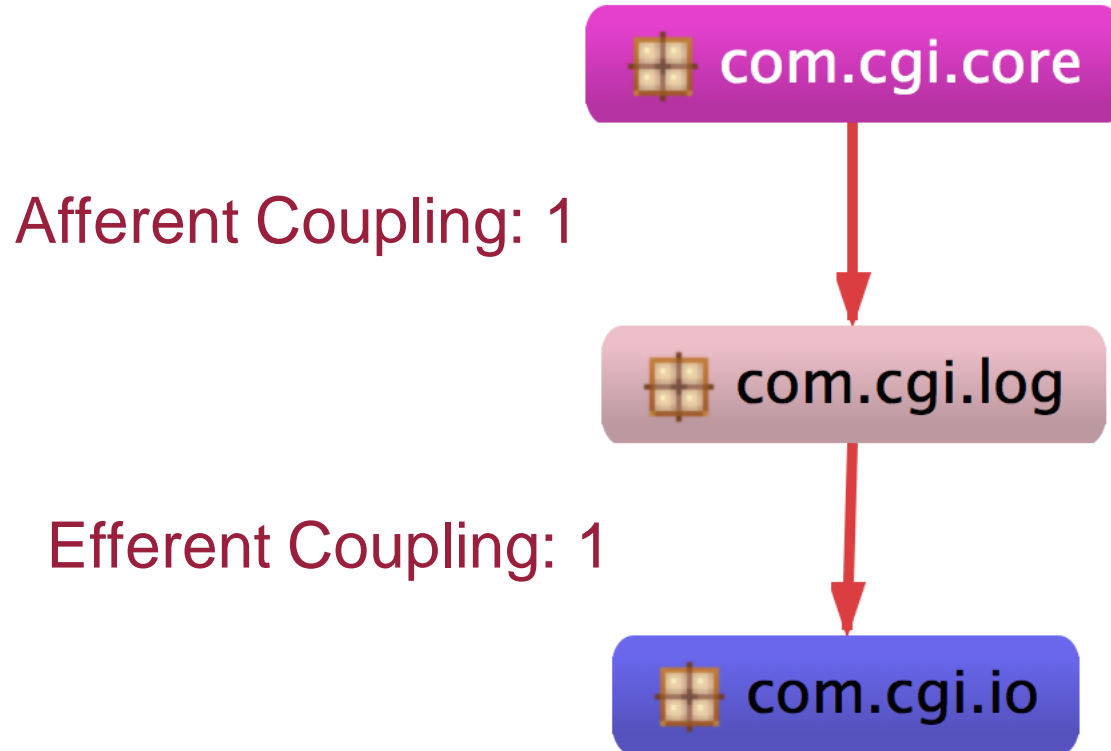 com.cgi.core
Afferent Coupling: 1
com.cgi.log
Efferent Coupling: 1
com.cgi.io